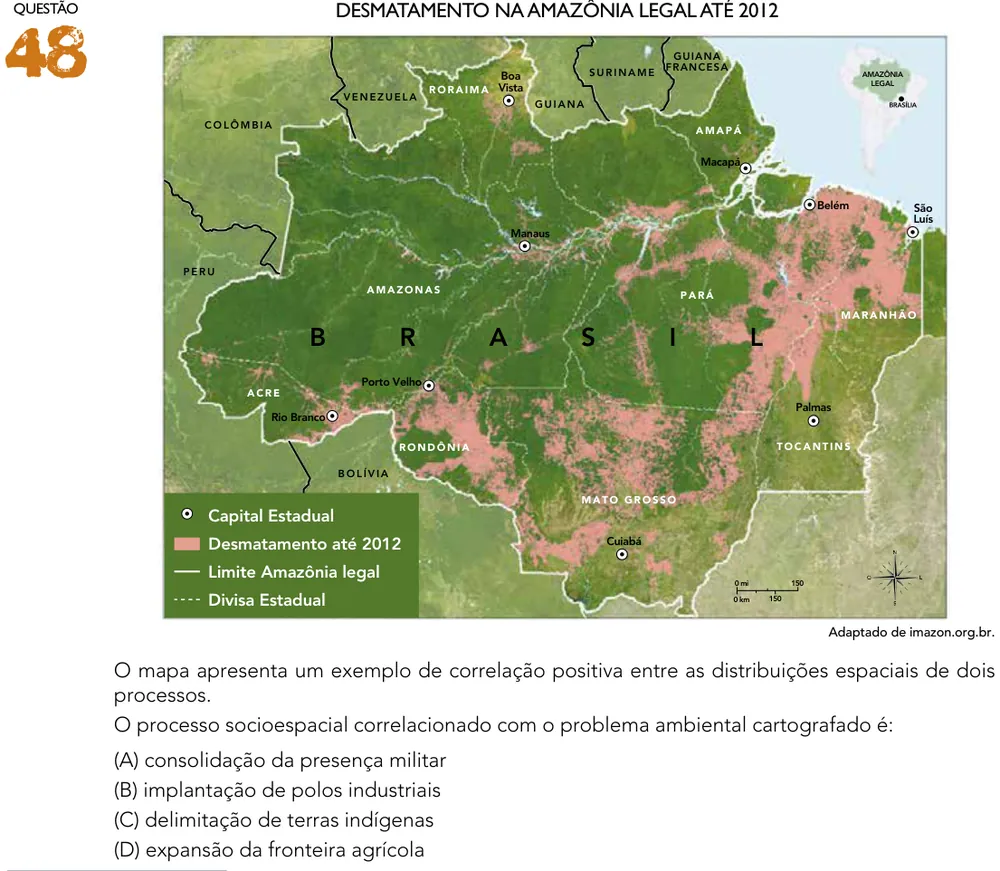 QUESTÃO
48
DESMATAMENTO NA AMAZÔNIA LEGAL ATÉ 2012
GUIANA
FRANCESA
SURINAME
AMAZÔNIA
LEGAL
BRASÍLIA
Boa
Vista
RORAIMA
VENEZUELA
GUIANA
COLÔMBIA
AMAPÁ
Macapá
Belém
São
Luís
Manaus
PERU
AMAZONAS
PARÁ
MARANHÃO
BRASIL
Porto Velho
ACRE
Rio Branco
Palmas
RONDÔNIA
TOCANTINS
BOLÍVIA
MATO GROSSO
Cuiabá
Capital Estadual
Desmatamento até 2012
Limite Amazônia legal
Divisa Estadual
0 mi 150
0 km 150
N
O L
S
Adaptado de imazon.org.br.
O mapa apresenta um exemplo de correlação positiva entre as distribuições espaciais de dois
processos.
O processo socioespacial correlacionado com o problema ambiental cartografado é:
(A) consolidação da presença militar
(B) implantação de polos industriais
(C) delimitação de terras indígenas
(D) expansão da fronteira agrícola